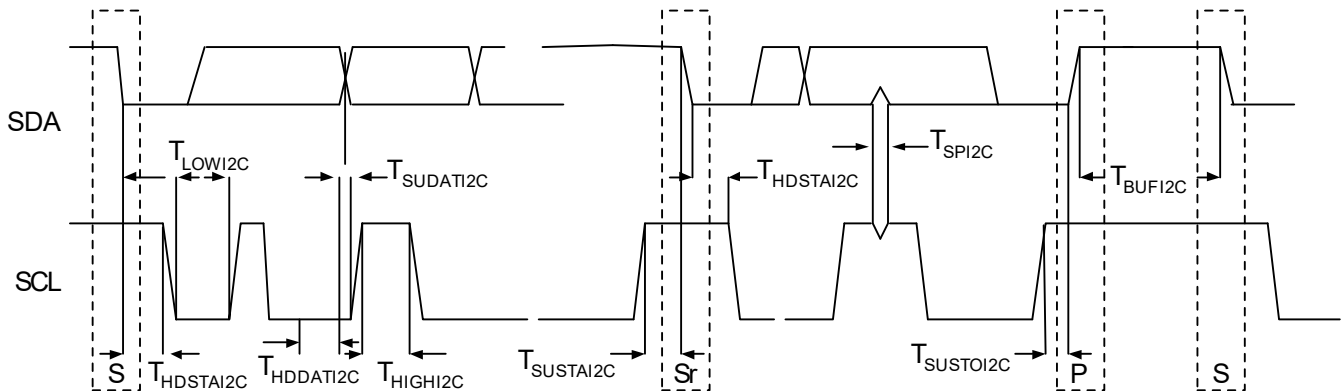 SDA
T_LOWI2C
T_SUDATI2C
T_HDSTAI2C
T_SPI2C
T_BUFI2C
SCL
S
T_HDSTAI2C
T_HDDATI2C
T_HIGHI2C
T_SUSTAI2C
Sr
T_SUSTOI2C
P
S